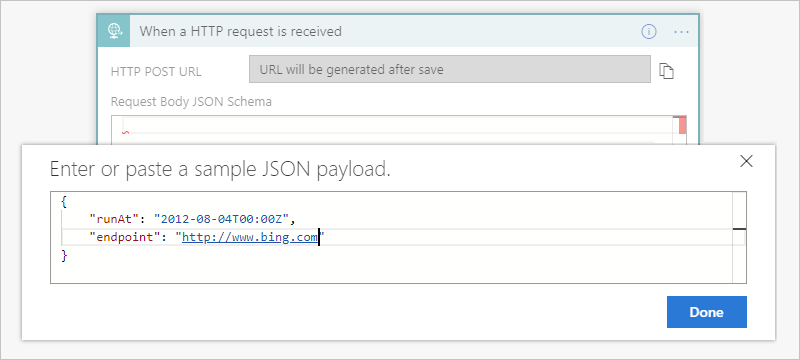 When a HTTP request is received
HTTP POST URL
URL will be generated after save
Request Body JSON Schema
Enter or paste a sample JSON payload.
{
"runAt": "2012-08-04T00:00Z",
"endpoint": "http://www.bing.com"
}
Done